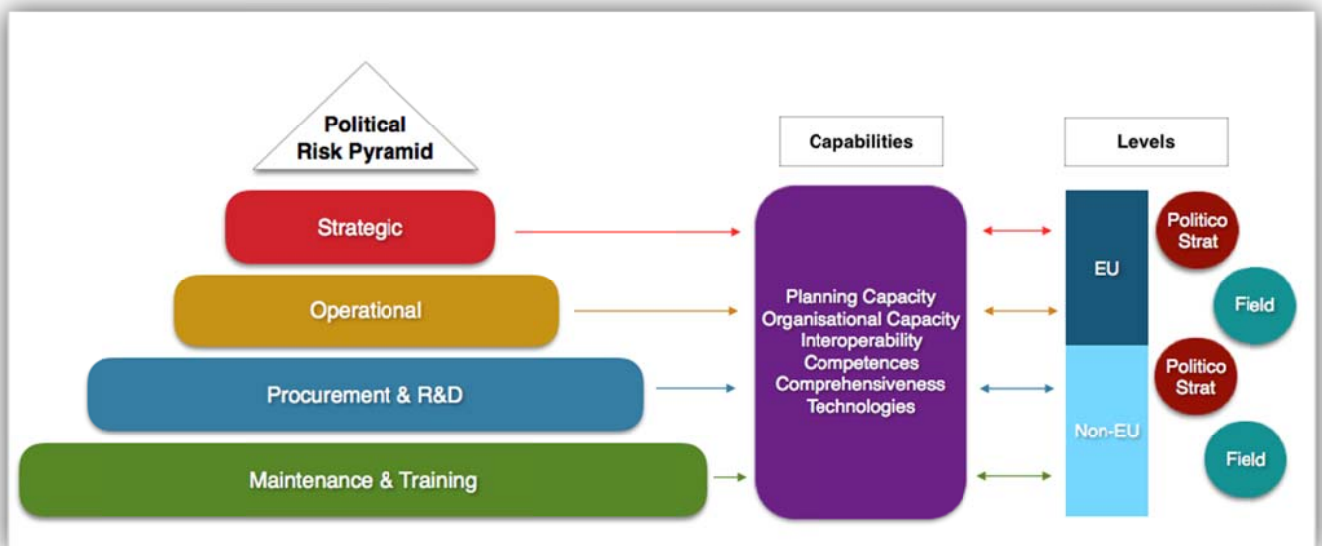 Political
Risk Pyramid
Capabilities
Levels
Strategic
Operational
Procurement & R&D
Maintenance & Training
Planning Capacity
Organisational Capacity
Interoperability
Competences
Comprehensiveness
Technologies
EU
Non-EU
Politico
Strat
Field
Politico
Strat
Field